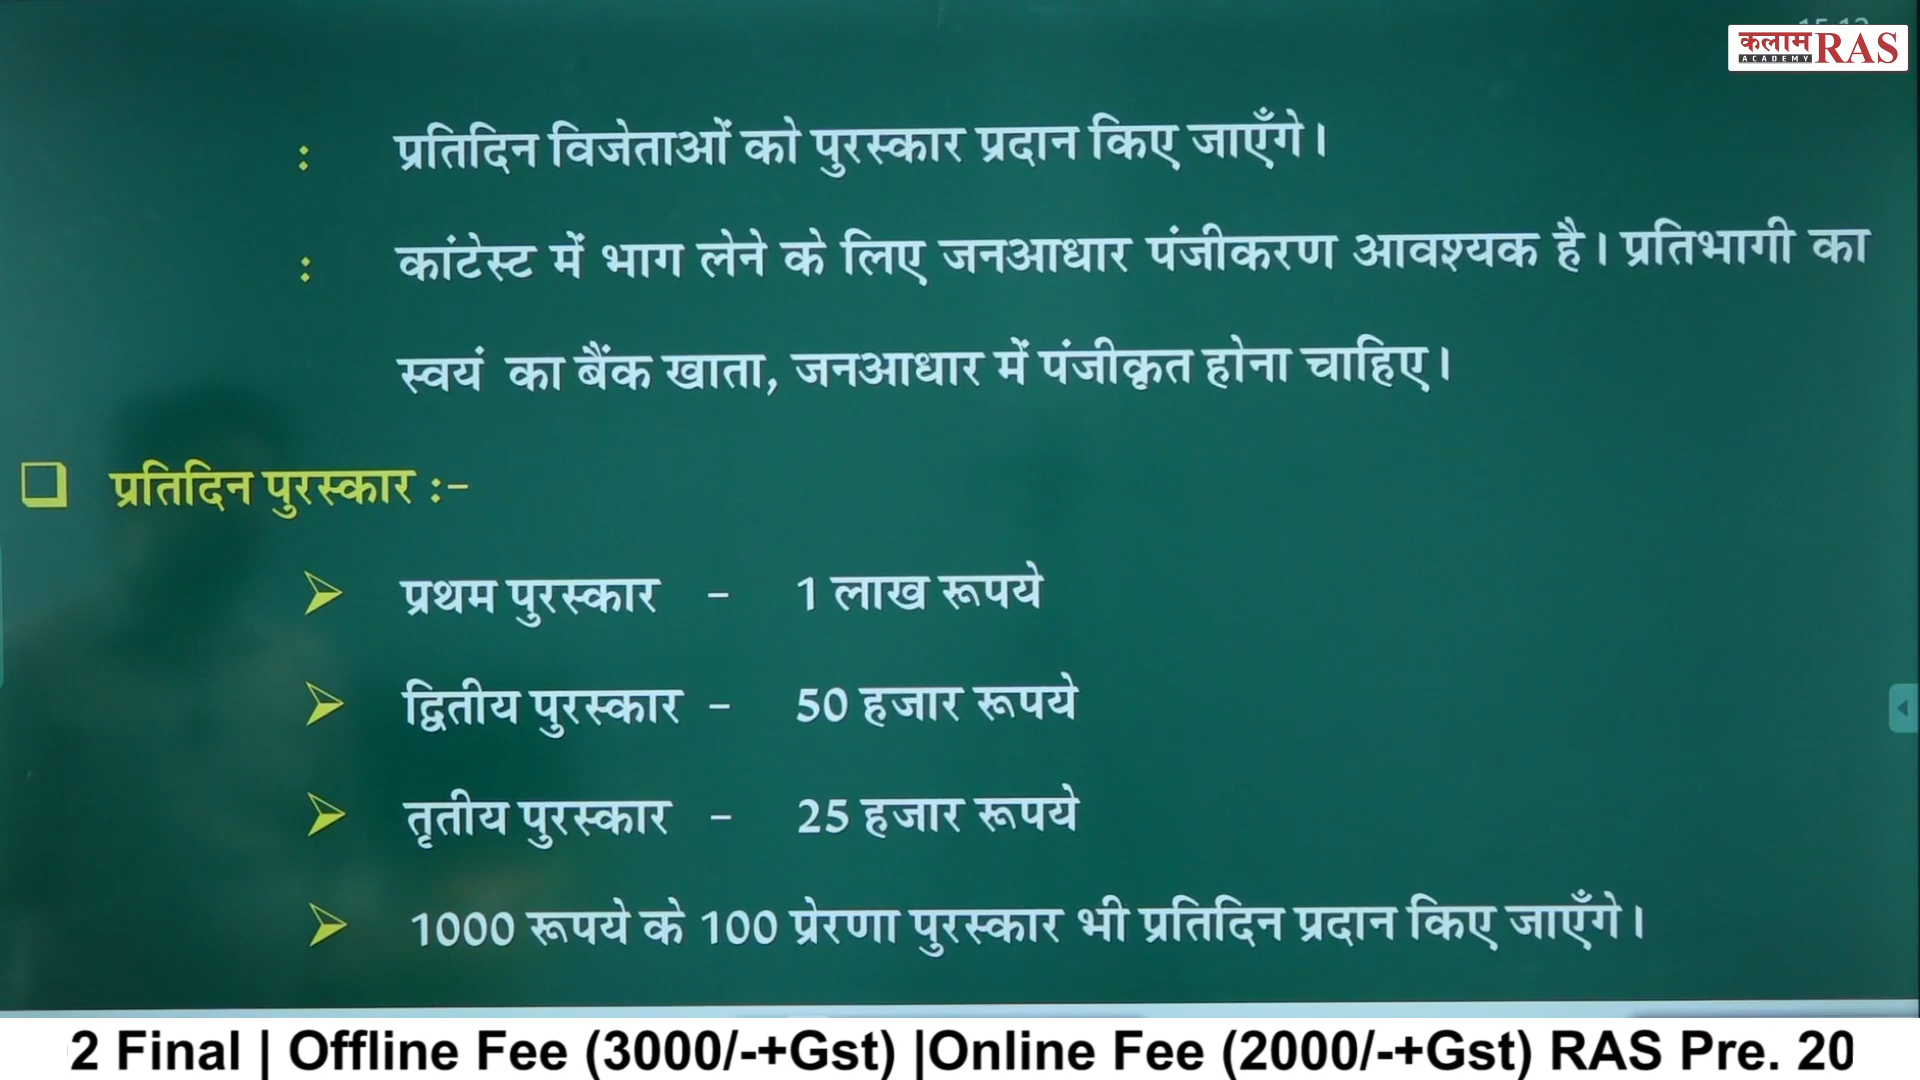 कलाम RAS
ACADEMY
: प्रतिदिन विजेताओं को पुरस्कार प्रदान किए जाएँगे।
: कांटेस्ट में भाग लेने के लिए जनआधार पंजीकरण आवश्यक है। प्रतिभागी का
स्वयं का बैंक खाता, जनआधार में पंजीकृत होना चाहिए।
प्रतिदिन पुरस्कार :-
प्रथम पुरस्कार - 1 लाख रूपये
द्वितीय पुरस्कार - 50 हजार रूपये
तृतीय पुरस्कार - 25 हजार रूपये
1000 रूपये के 100 प्रेरणा पुरस्कार भी प्रतिदिन प्रदान किए जाएँगे।
2 Final | Offline Fee (3000/-+Gst) |Online Fee (2000/-+Gst) RAS Pre. 20